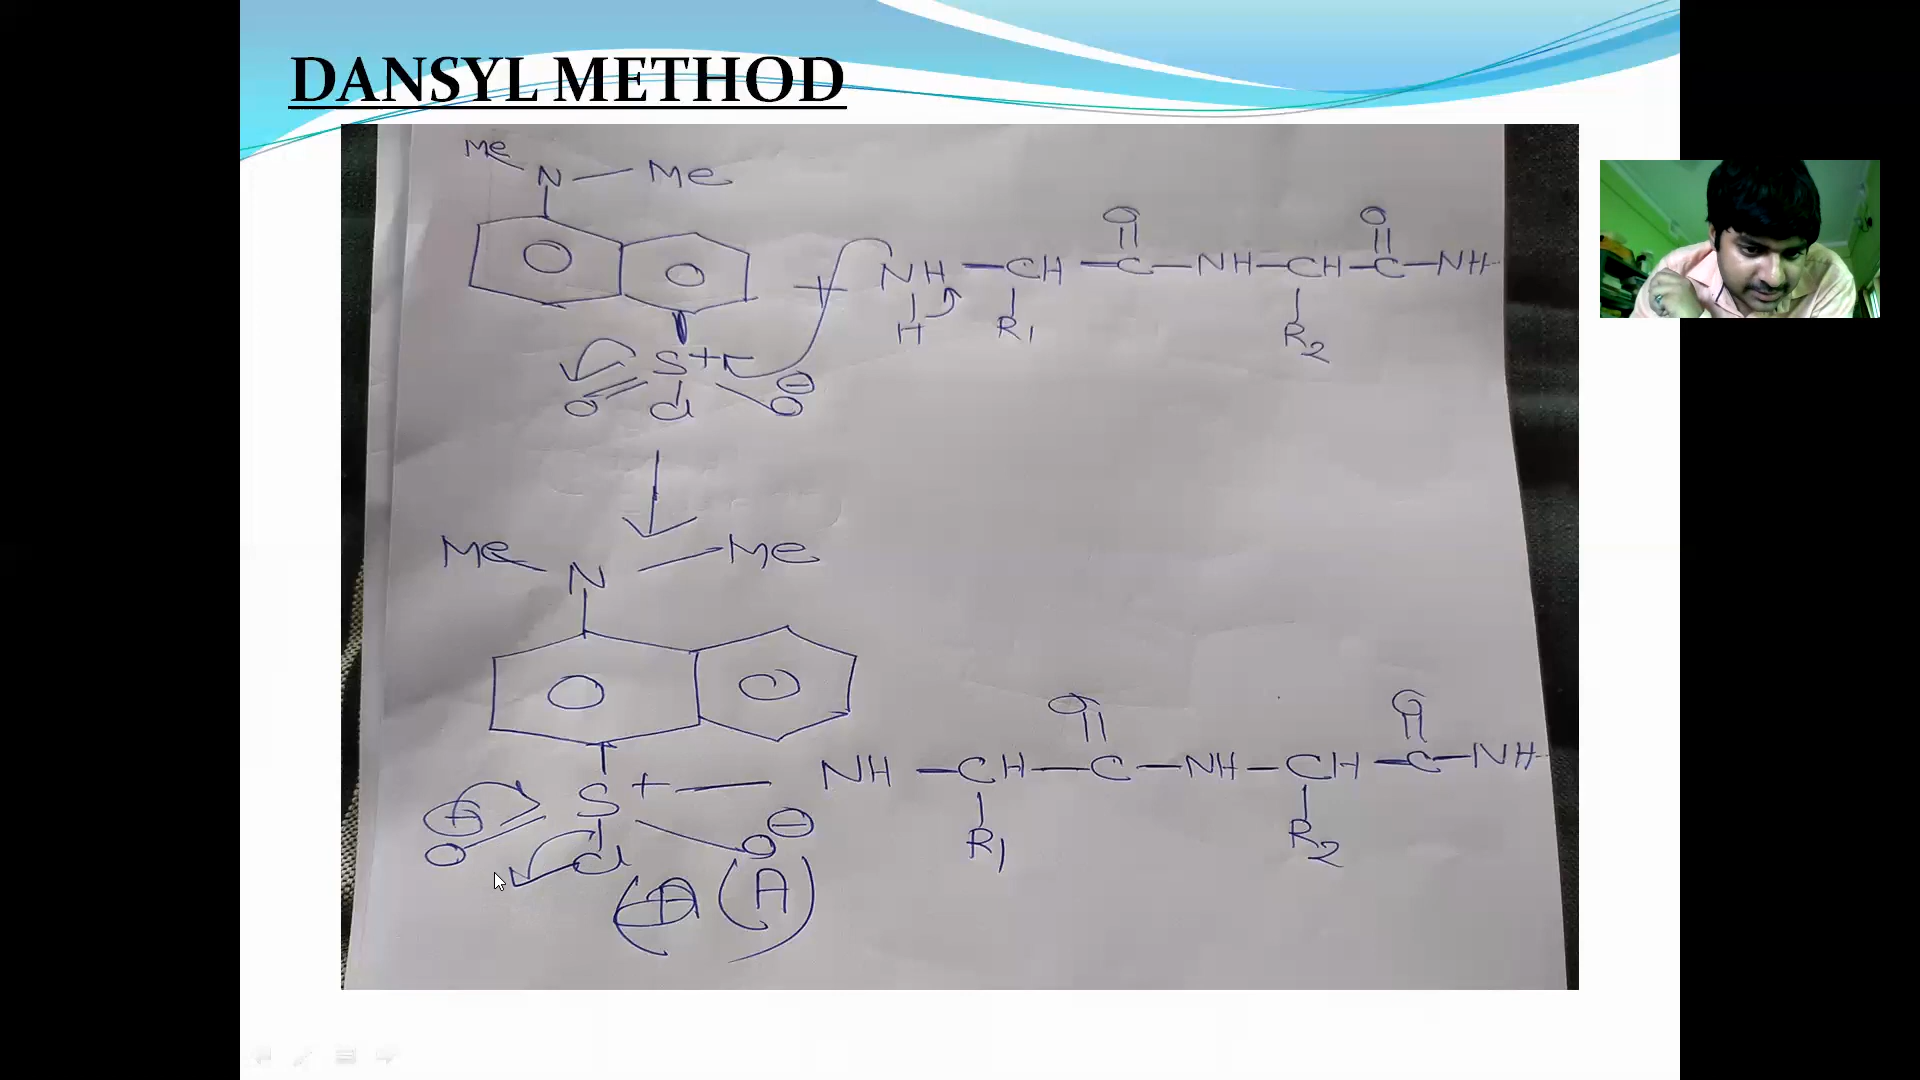 DANSYL METHOD
Me
N — Me
O O
NH — CH — C — NH — CH — C — NH
H R1 R2
S+
O Cl O⊖
Me N — Me
O O
S+ — NH — CH — C — NH — CH — C — NH
R1 R2
O Cl O⊖
(A)